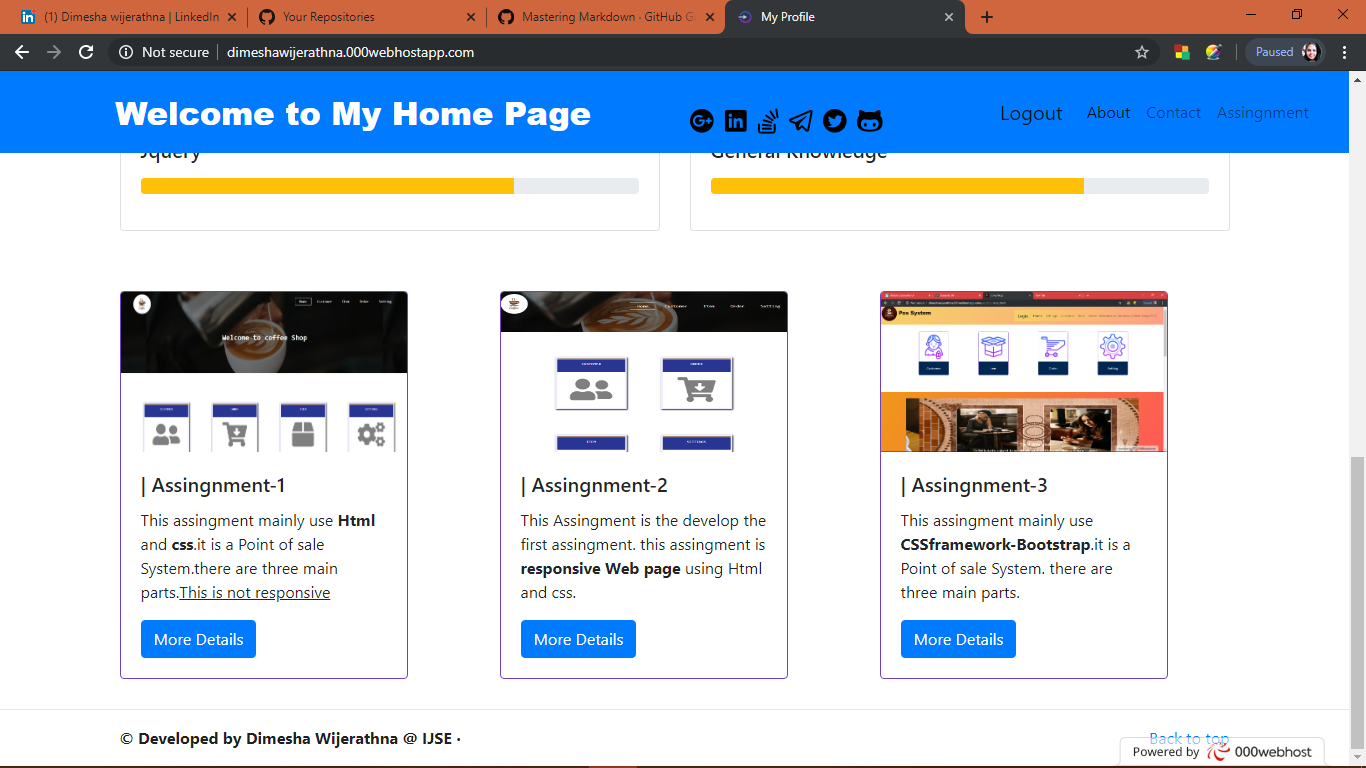 (1) Dimesha wijerathna | LinkedIn
Your Repositories
Mastering Markdown · GitHub G
My Profile
Not secure
dimeshawijerathna.000webhostapp.com
Paused
Welcome to My Home Page
Logout
About
Contact
Assingnment
Jquery
General Knowledge
Welcome to coffee Shop
Home Customer Item Order Setting
Pos System
| Assingnment-1
This assingment mainly use Html
and css.it is a Point of sale
System.there are three main
parts.This is not responsive
More Details
| Assingnment-2
This Assingment is the develop the
first assingment. this assingment is
responsive Web page using Html
and css.
More Details
| Assingnment-3
This assingment mainly use
CSSframework-Bootstrap.it is a
Point of sale System. there are
three main parts.
More Details
© Developed by Dimesha Wijerathna @ IJSE ·
Back to top
Powered by 000webhost